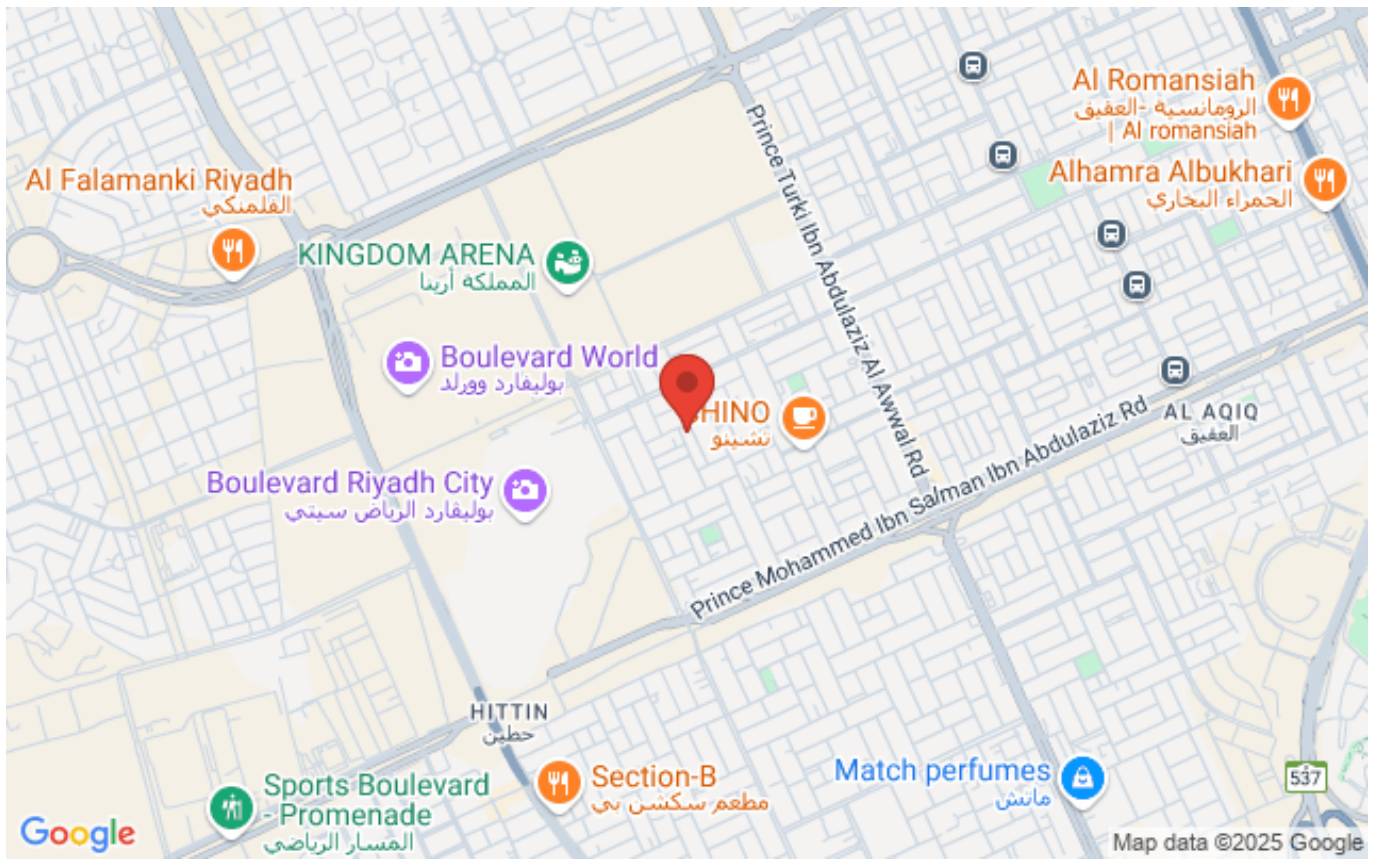 Al Romansiah
الرومانسية -العقيق
| Al romansiah
Prince Turki Ibn Abdulaziz Al Awwal Rd
Alhamra Albukhari
الحمراء البخاري
Al Falamanki Riyadh
الفلمنكي
KINGDOM ARENA
المملكة أرينا
Boulevard World
بوليفارد وورلد
HINO
تشينو
AL AQIQ
العقيق
Boulevard Riyadh City
بوليفارد الرياض سيتي
Prince Mohammed Ibn Salman Ibn Abdulaziz Rd
HITTIN
حطين
Section-B
مطعم سكشن بي
Match perfumes
ماتش
537
Sports Boulevard
- Promenade
المسار الرياضي
Google
Map data ©2025 Google